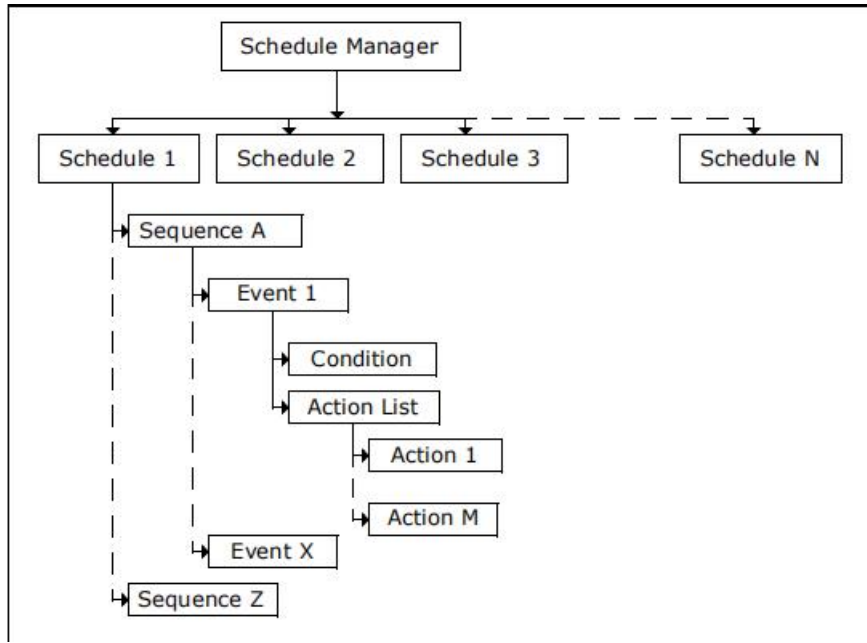 Schedule Manager
Schedule 1
Schedule 2
Schedule 3
Schedule N
Sequence A
Event 1
Condition
Action List
Action 1
Action M
Event X
Sequence Z